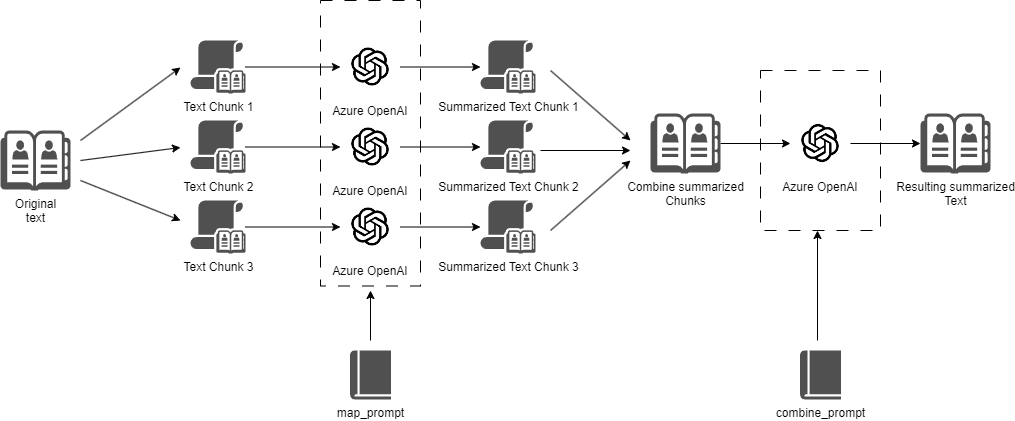 Text Chunk 1
Azure OpenAI
Summarized Text Chunk 1
Original
text
Text Chunk 2
Azure OpenAI
Summarized Text Chunk 2
Combine summarized
Chunks
Azure OpenAI
Resulting summarized
Text
Text Chunk 3
Azure OpenAI
Summarized Text Chunk 3
map_prompt
combine_prompt